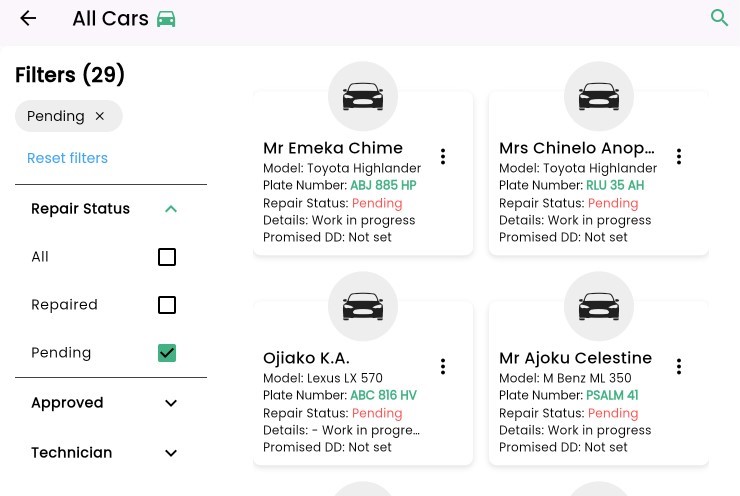 All Cars
Filters (29)
Pending ×
Reset filters
Repair Status
All
Repaired
Pending
Approved
Technician
Mr Emeka Chime
Model: Toyota Highlander
Plate Number: ABJ 885 HP
Repair Status: Pending
Details: Work in progress
Promised DD: Not set
Mrs Chinelo Anop...
Model: Toyota Highlander
Plate Number: RLU 35 AH
Repair Status: Pending
Details: Work in progress
Promised DD: Not set
Ojiako K.A.
Model: Lexus LX 570
Plate Number: ABC 816 HV
Repair Status: Pending
Details: - Work in progre...
Promised DD: Not set
Mr Ajoku Celestine
Model: M Benz ML 350
Plate Number: PSALM 41
Repair Status: Pending
Details: Work in progress
Promised DD: Not set